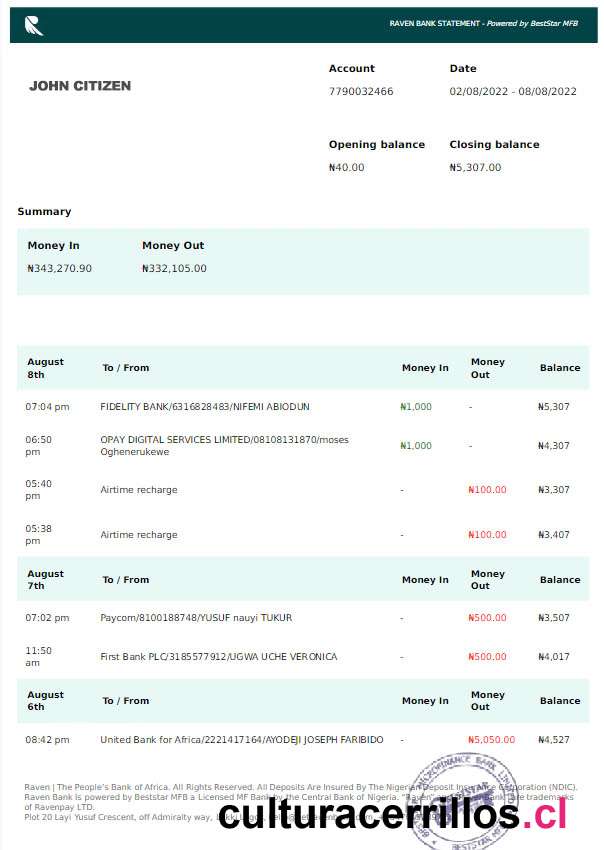 RAVEN BANK STATEMENT - Powered by BestStar MFB
JOHN CITIZEN
Account Date
7790032466 02/08/2022 - 08/08/2022
Opening balance Closing balance
₦40.00 ₦5,307.00
Summary
Money In Money Out
₦343,270.90 ₦332,105.00
August 8th To / From Money In Money Out Balance
07:04 pm FIDELITY BANK/6316828483/NIFEMI ABIODUN ₦1,000 - ₦5,307
06:50 pm OPAY DIGITAL SERVICES LIMITED/08108131870/moses Oghenerukewe ₦1,000 - ₦4,307
05:40 pm Airtime recharge - ₦100.00 ₦3,307
05:38 pm Airtime recharge - ₦100.00 ₦3,407
August 7th To / From Money In Money Out Balance
07:02 pm Paycom/8100188748/YUSUF nauyi TUKUR - ₦500.00 ₦3,507
11:50 am First Bank PLC/3185577912/UGWA UCHE VERONICA - ₦500.00 ₦4,017
August 6th To / From Money In Money Out Balance
08:42 pm United Bank for Africa/2221417164/AYODEJI JOSEPH FARIBIDO - ₦5,050.00 ₦4,527
Raven | The People's Bank of Africa. All Rights Reserved. All Deposits Are Insured By The Nigerian Deposit Insurance Corporation (NDIC).
Raven Bank Is powered by Beststar MFB a Licensed MF Bank by the Central Bank of Nigeria. "Raven" are trademarks
of Ravenpay LTD.
Plot 20 Layi Yusuf Crescent, off Admiralty way,
culturacerrillos.cl